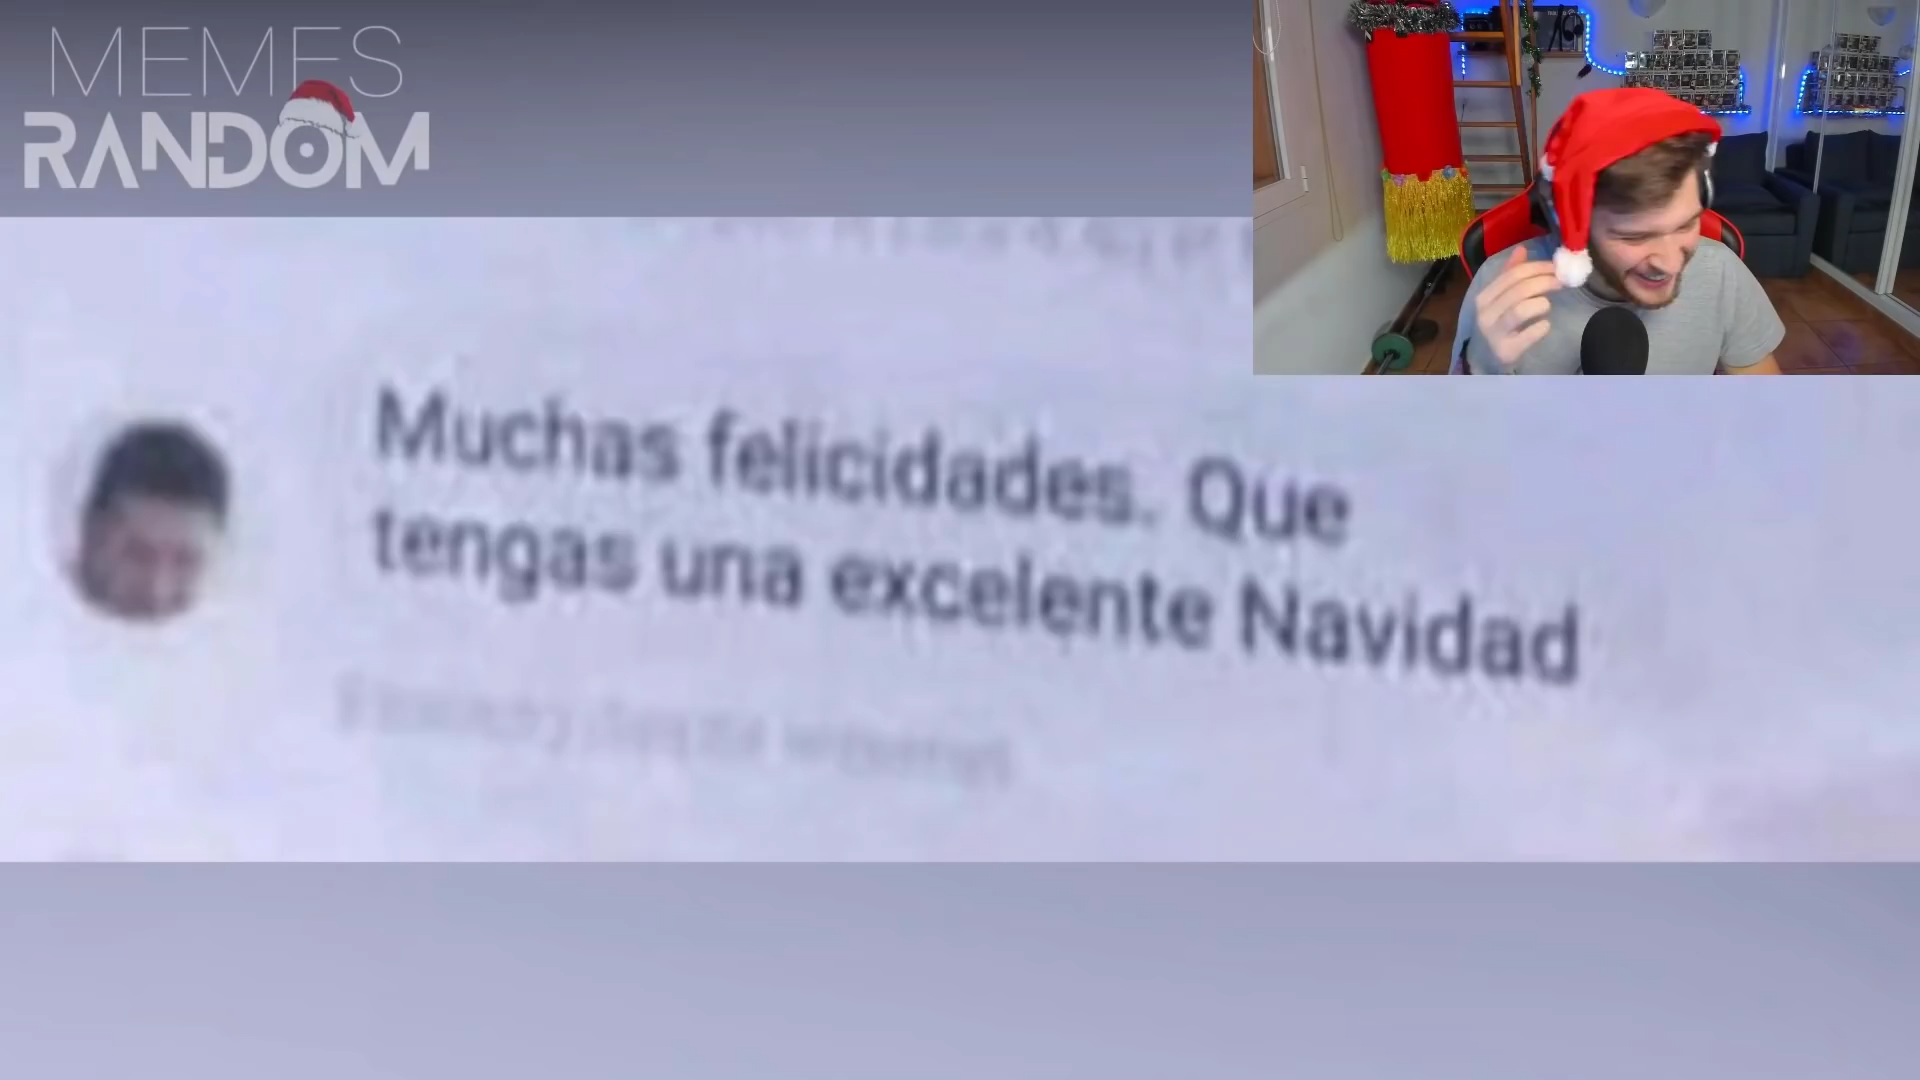 MEMES
RANDOM
Muchas felicidades. Que
tengas una excelente Navidad